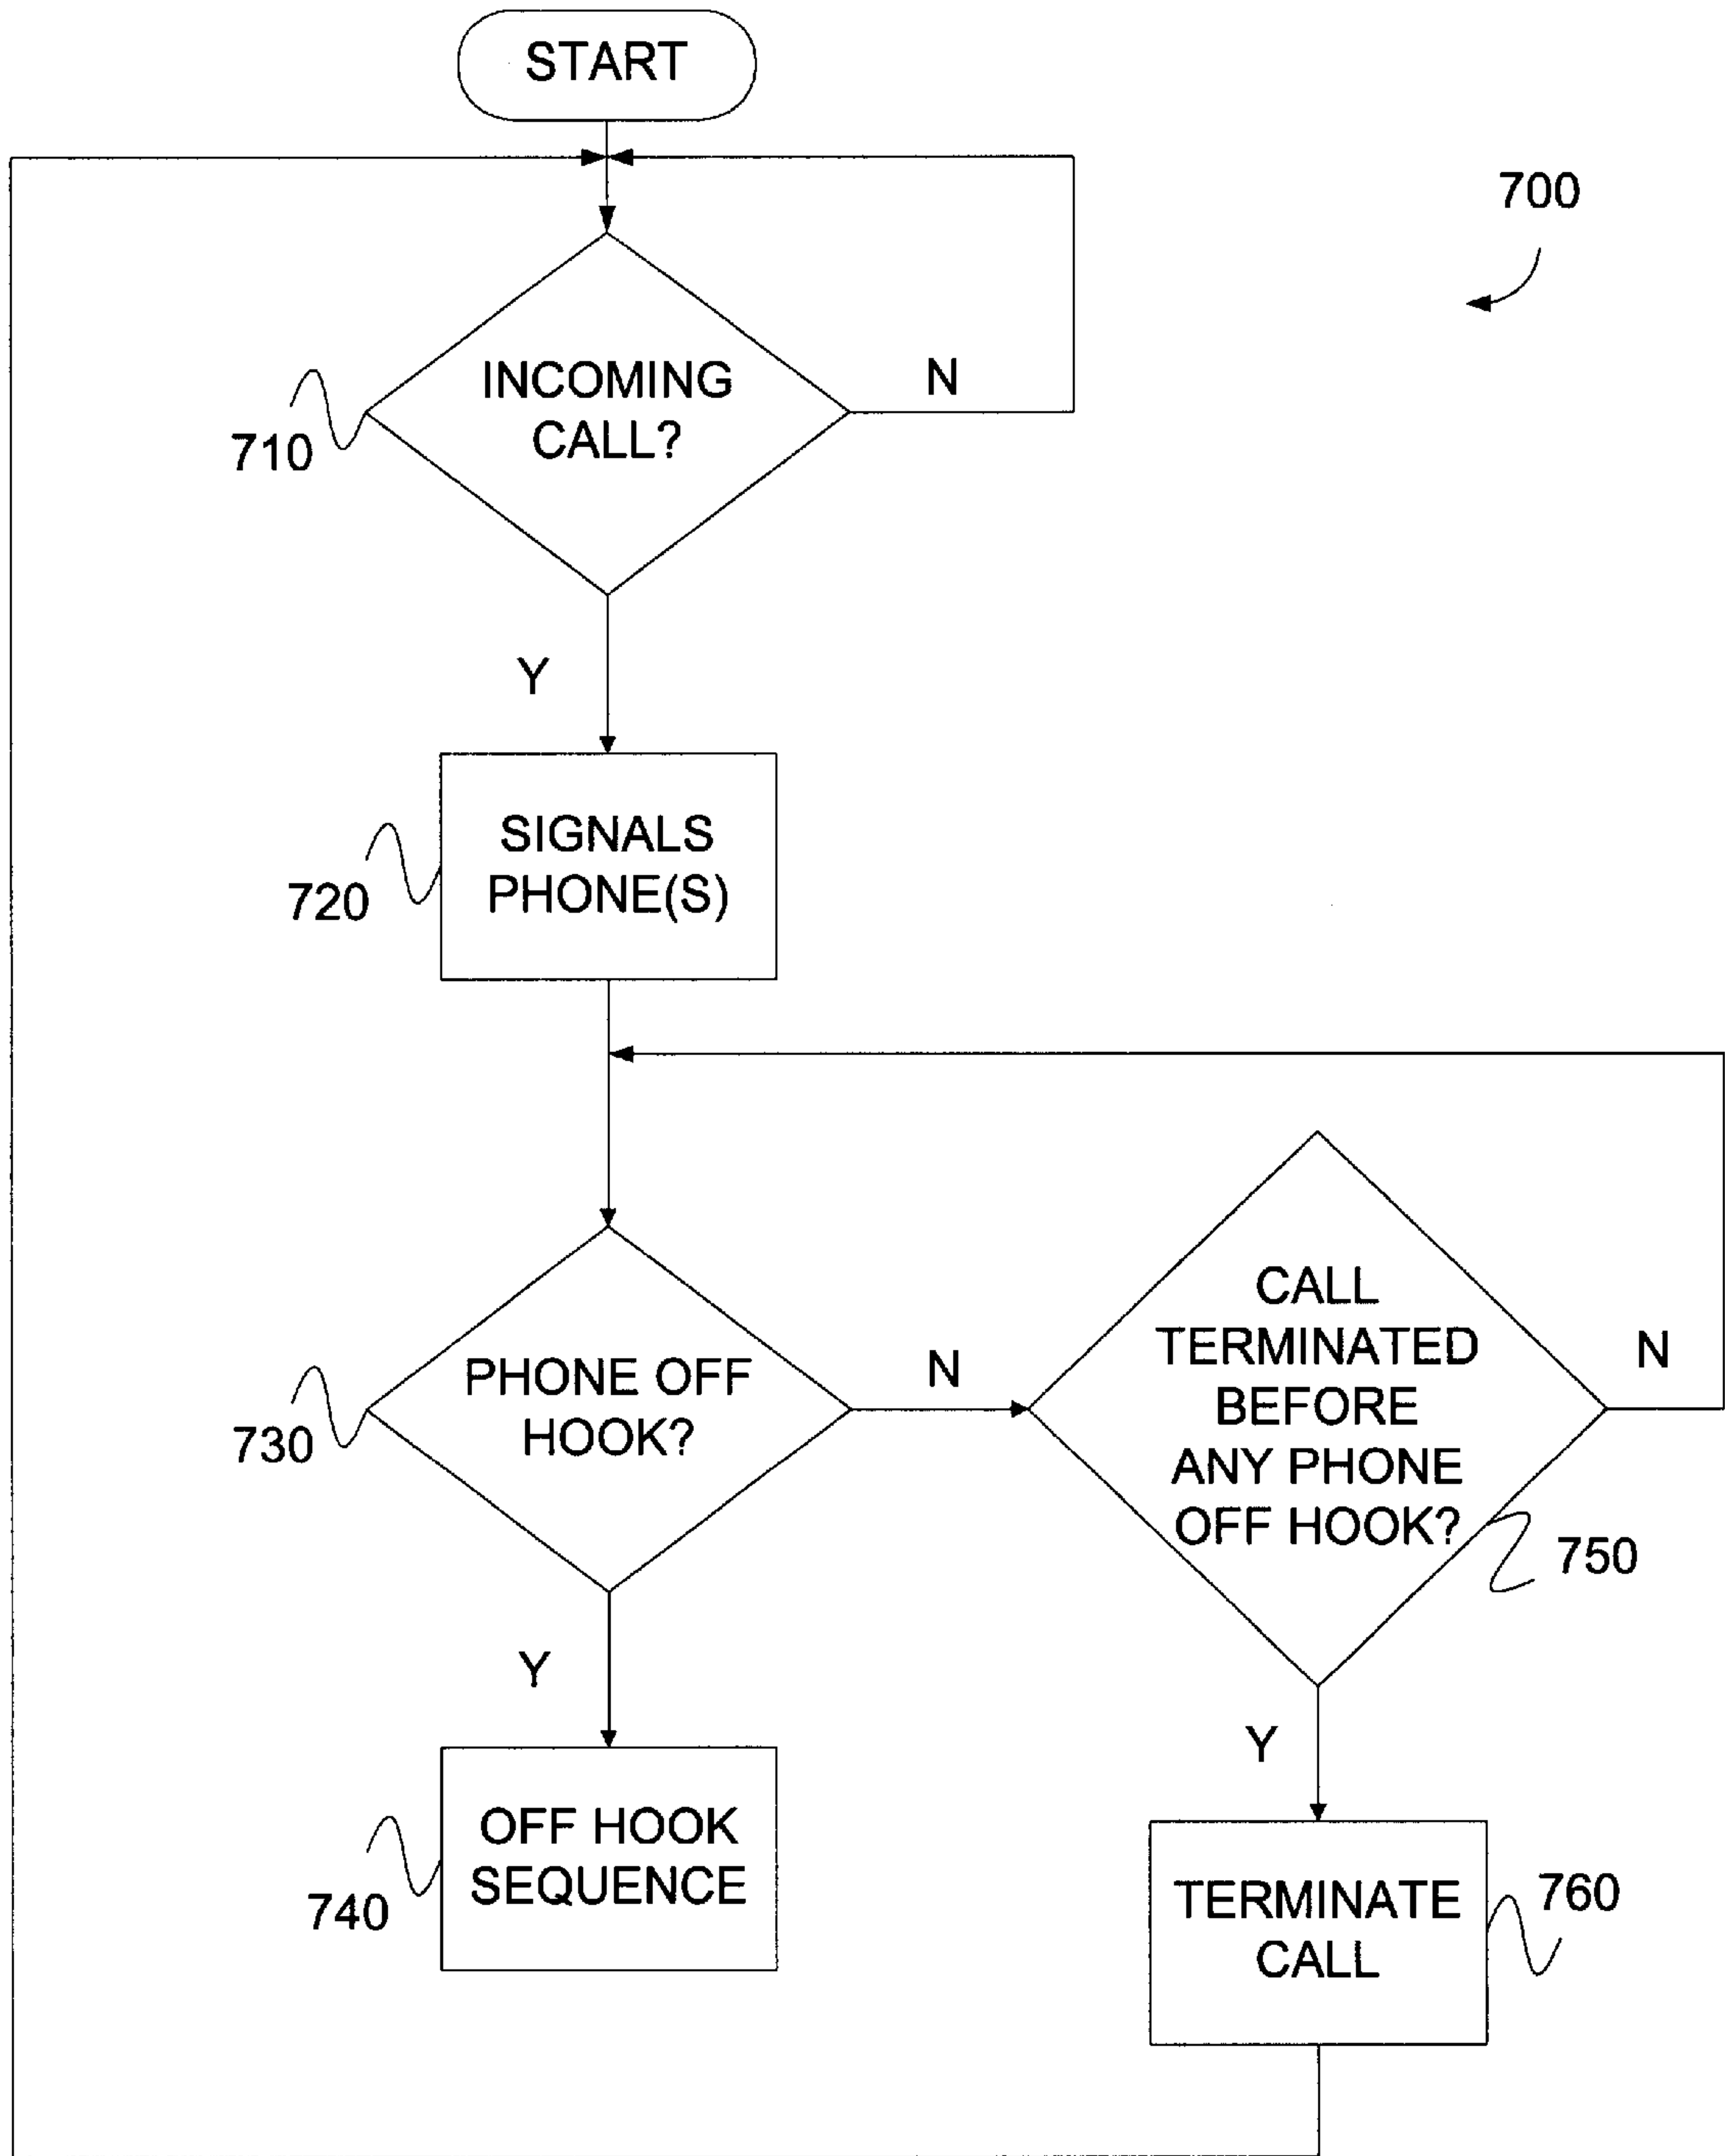 START
700
INCOMING
CALL?
N
710
Y
SIGNALS
PHONE(S)
720
PHONE OFF
HOOK?
N
730
CALL
TERMINATED
BEFORE
ANY PHONE
OFF HOOK?
N
750
Y
Y
OFF HOOK
SEQUENCE
740
TERMINATE
CALL
760